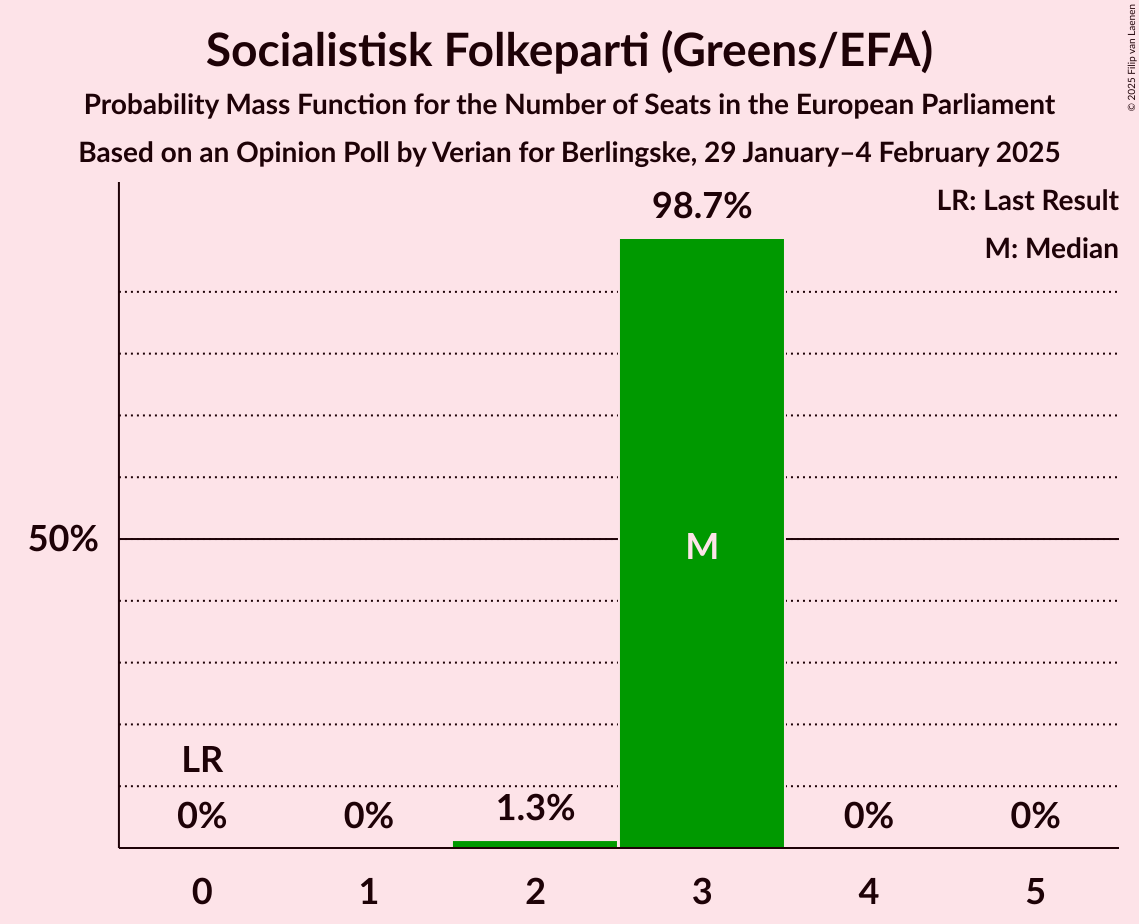 Socialistisk Folkeparti (Greens/EFA)
Probability Mass Function for the Number of Seats in the European Parliament
Based on an Opinion Poll by Verian for Berlingske, 29 January–4 February 2025
© 2025 Filip van Laenen
LR: Last Result
M: Median
98.7%
50%
M
LR
0%
0%
1.3%
0%
0%
0
1
2
3
4
5